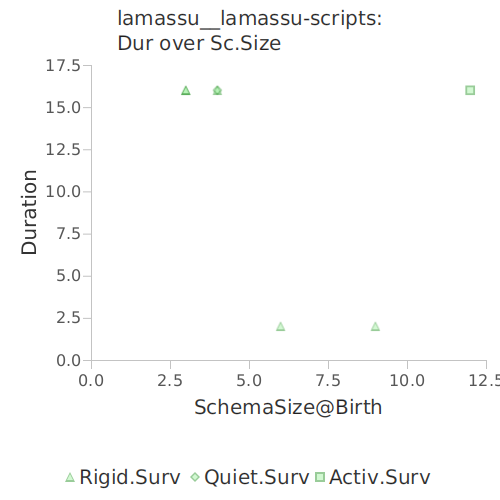 lamassu__lamassu-scripts:
Dur over Sc.Size
17.5
15.0
12.5
10.0
7.5
5.0
2.5
0.0
Duration
0.0 2.5 5.0 7.5 10.0 12.5
SchemaSize@Birth
Rigid.Surv Quiet.Surv Activ.Surv